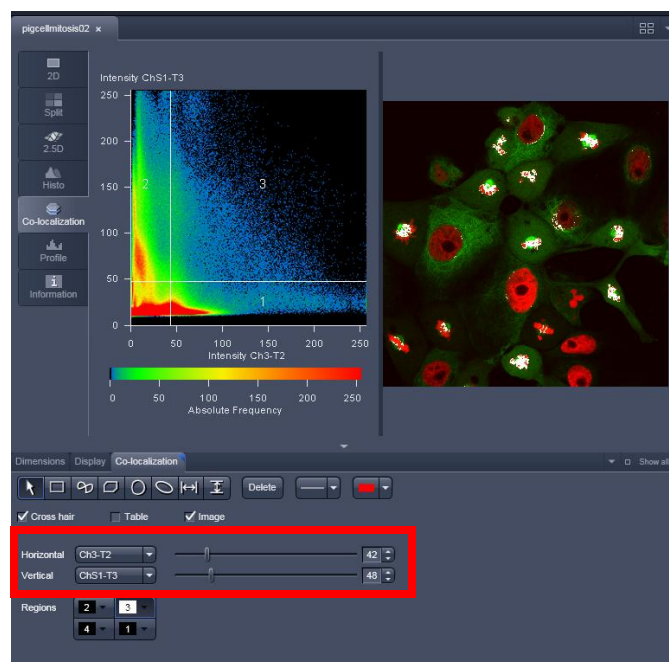 pigcellmitosis02 ×
2D
Split
2.5D
Histo
Co-localization
Profile
Information
Intensity ChS1-T3
250
200
150
100
50
0
2
3
1
0 50 100 150 200 250
Intensity Ch3-T2
0 50 100 150 200 250
Absolute Frequency
Dimensions Display Co-localization Show all
Delete
Cross hair Table Image
Horizontal Ch3-T2 42
Vertical ChS1-T3 48
Regions 2 3
4 1